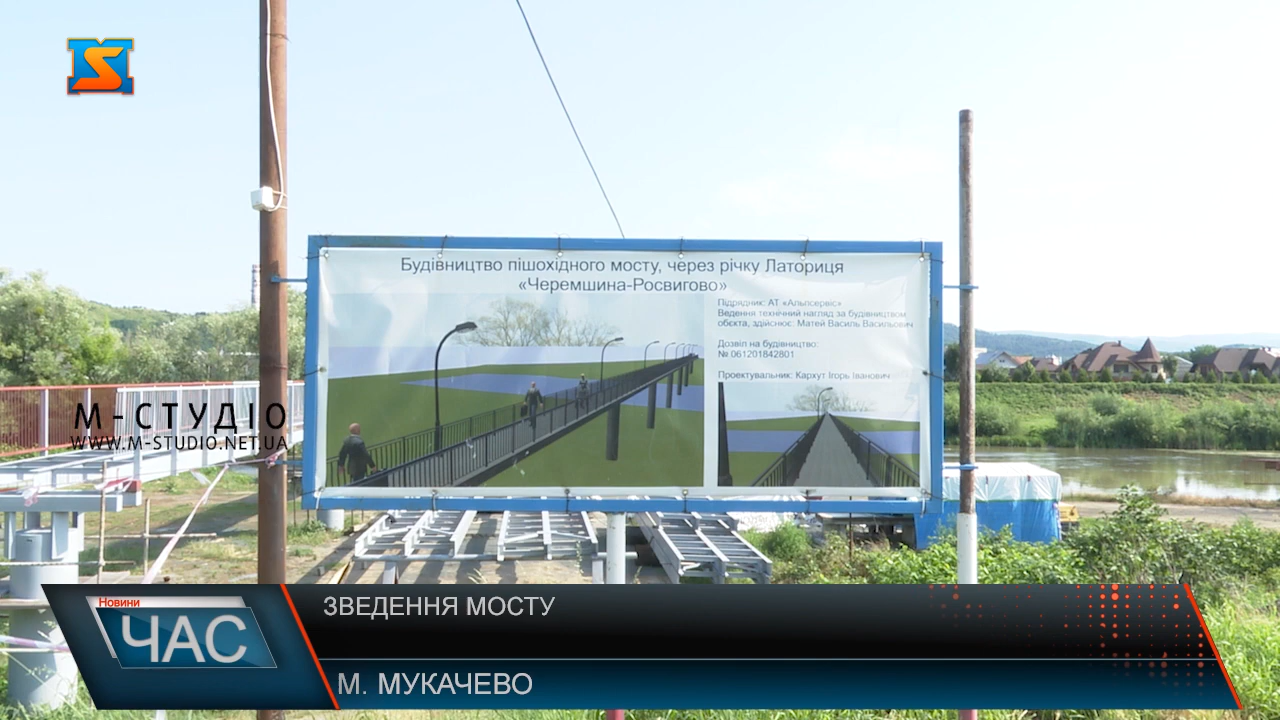 Будівництво пішохідного мосту, через річку Латориця
«Черемшина-Росвигово»
Підрядник: АТ «Альпсервіс»
Ведення технічний нагляд за будівництвом
обєкта, здійснює: Матей Василь Васильович
Дозвіл на будівництво:
№ 061201842801
Проектувальник: Кархут Ігорь Іванович
М-СТУДІО
WWW.M-STUDIO.NET.UA
Новини
ЧАС
ЗВЕДЕННЯ МОСТУ
М. МУКАЧЕВО